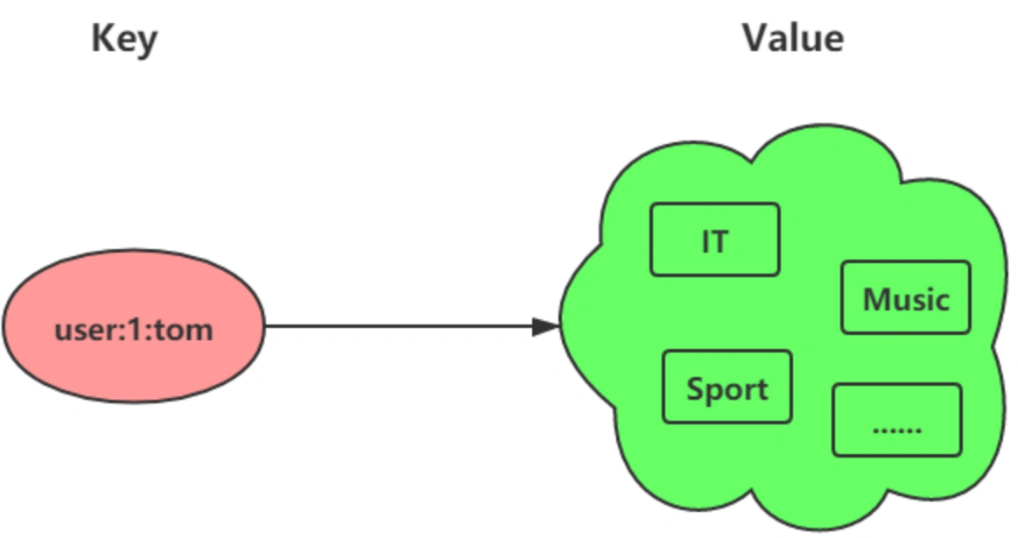 Key
Value
user:1:tom
IT
Music
Sport
......